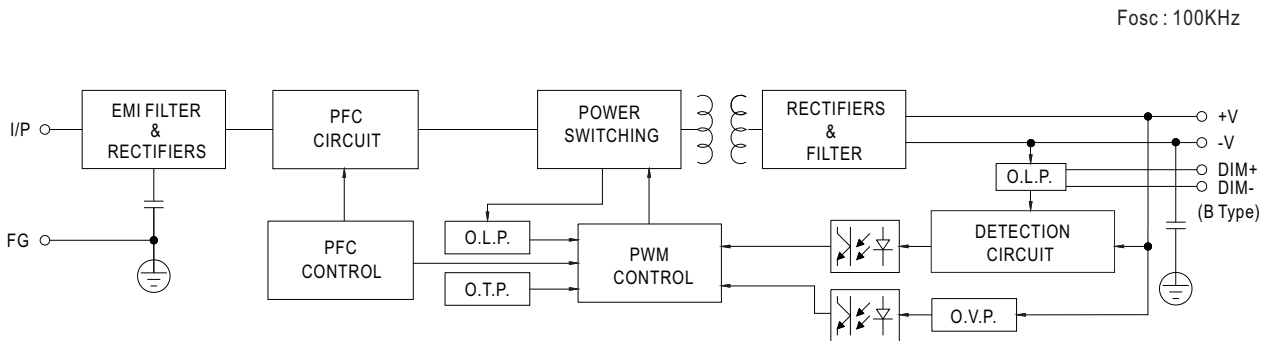 Fosc : 100KHz
I/P
EMI FILTER
&
RECTIFIERS
PFC
CIRCUIT
POWER
SWITCHING
RECTIFIERS
&
FILTER
+V
-V
DIM+
DIM-
(B Type)
O.L.P.
FG
PFC
CONTROL
O.L.P.
O.T.P.
PWM
CONTROL
DETECTION
CIRCUIT
O.V.P.